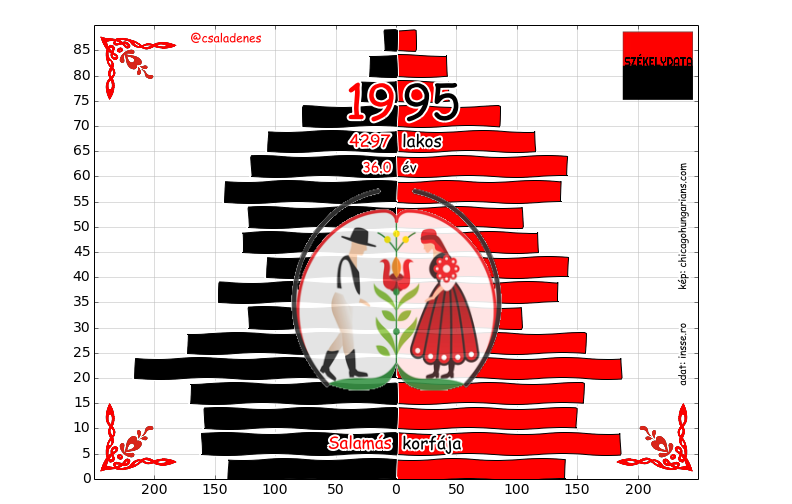 @csaladenes
SZÉKELYDATA
1995
4297 lakos
36.0 év
kép: chicagohungarians.com
adat: insse.ro
Salamás korfája
85
80
75
70
65
60
55
50
45
40
35
30
25
20
15
10
5
0
200 150 100 50 0 50 100 150 200